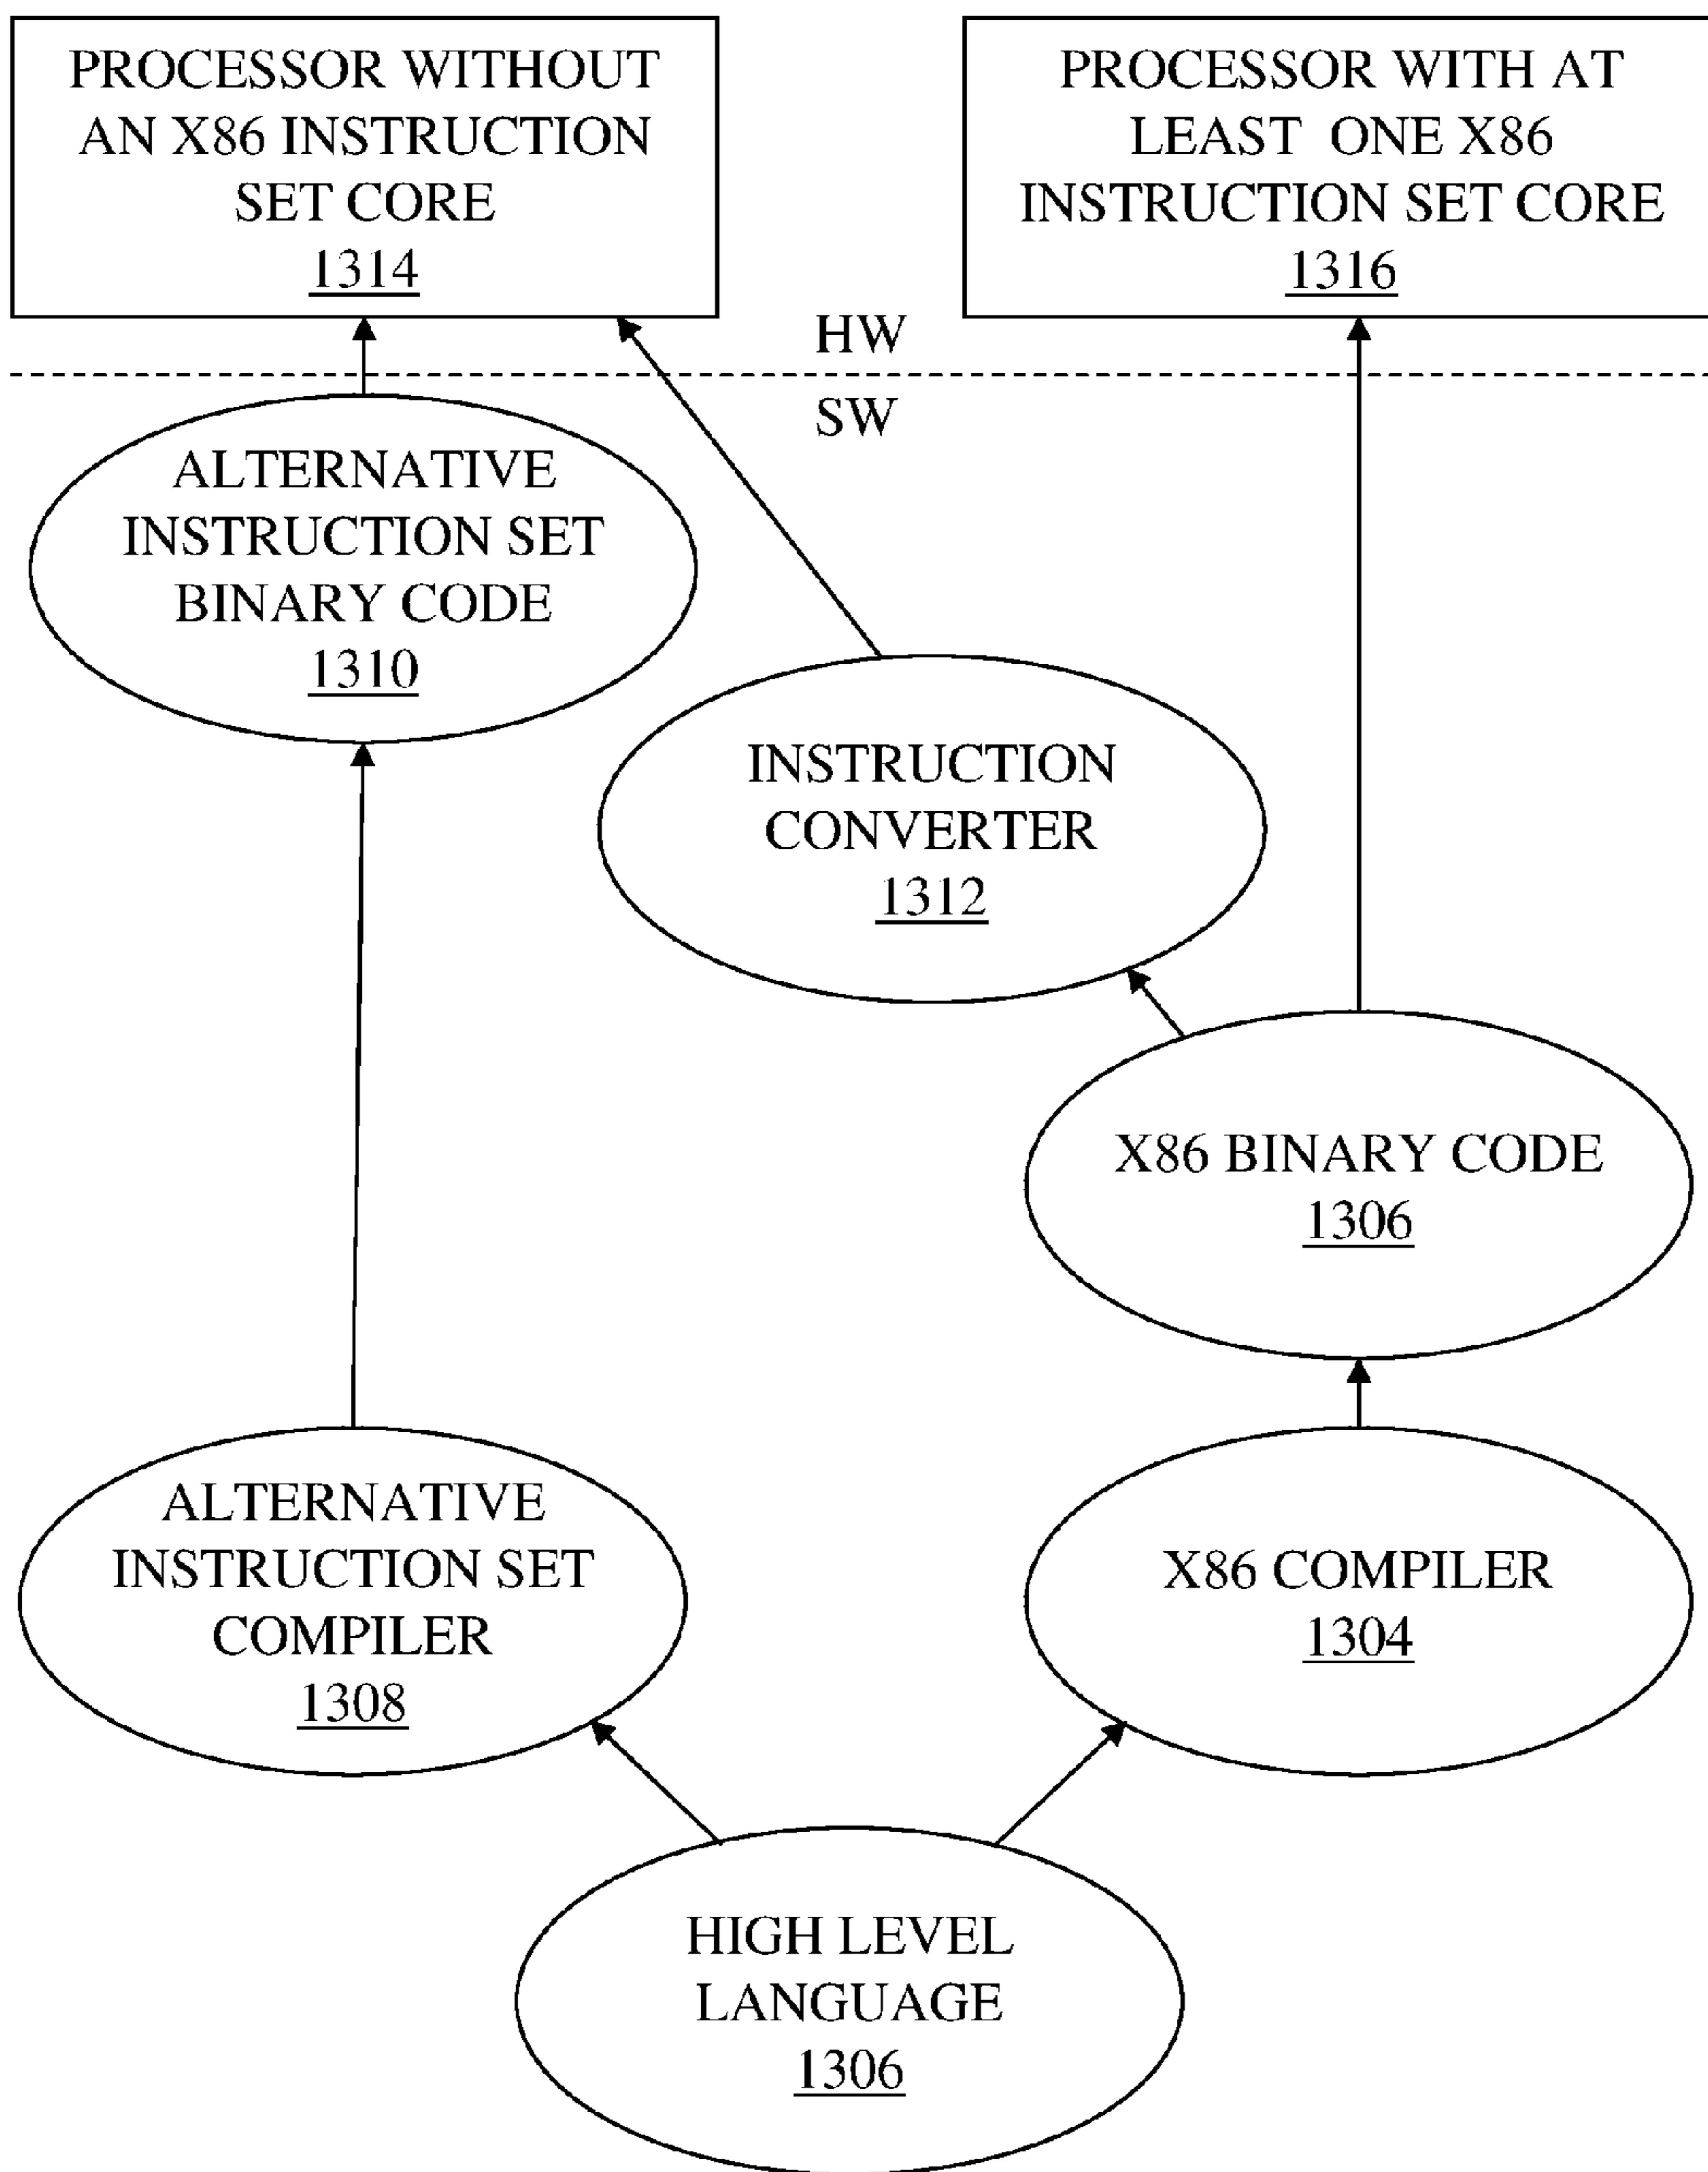 PROCESSOR WITHOUT
AN X86 INSTRUCTION
SET CORE
1314
PROCESSOR WITH AT
LEAST ONE X86
INSTRUCTION SET CORE
1316
HW
SW
ALTERNATIVE
INSTRUCTION SET
BINARY CODE
1310
INSTRUCTION
CONVERTER
1312
X86 BINARY CODE
1306
ALTERNATIVE
INSTRUCTION SET
COMPILER
1308
X86 COMPILER
1304
HIGH LEVEL
LANGUAGE
1306